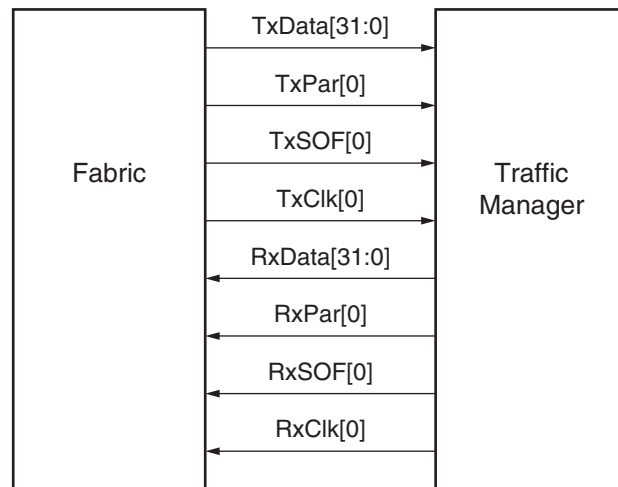 TxData[31:0]
TxPar[0]
TxSOF[0]
Fabric
Traffic
Manager
TxClk[0]
RxData[31:0]
RxPar[0]
RxSOF[0]
RxClk[0]